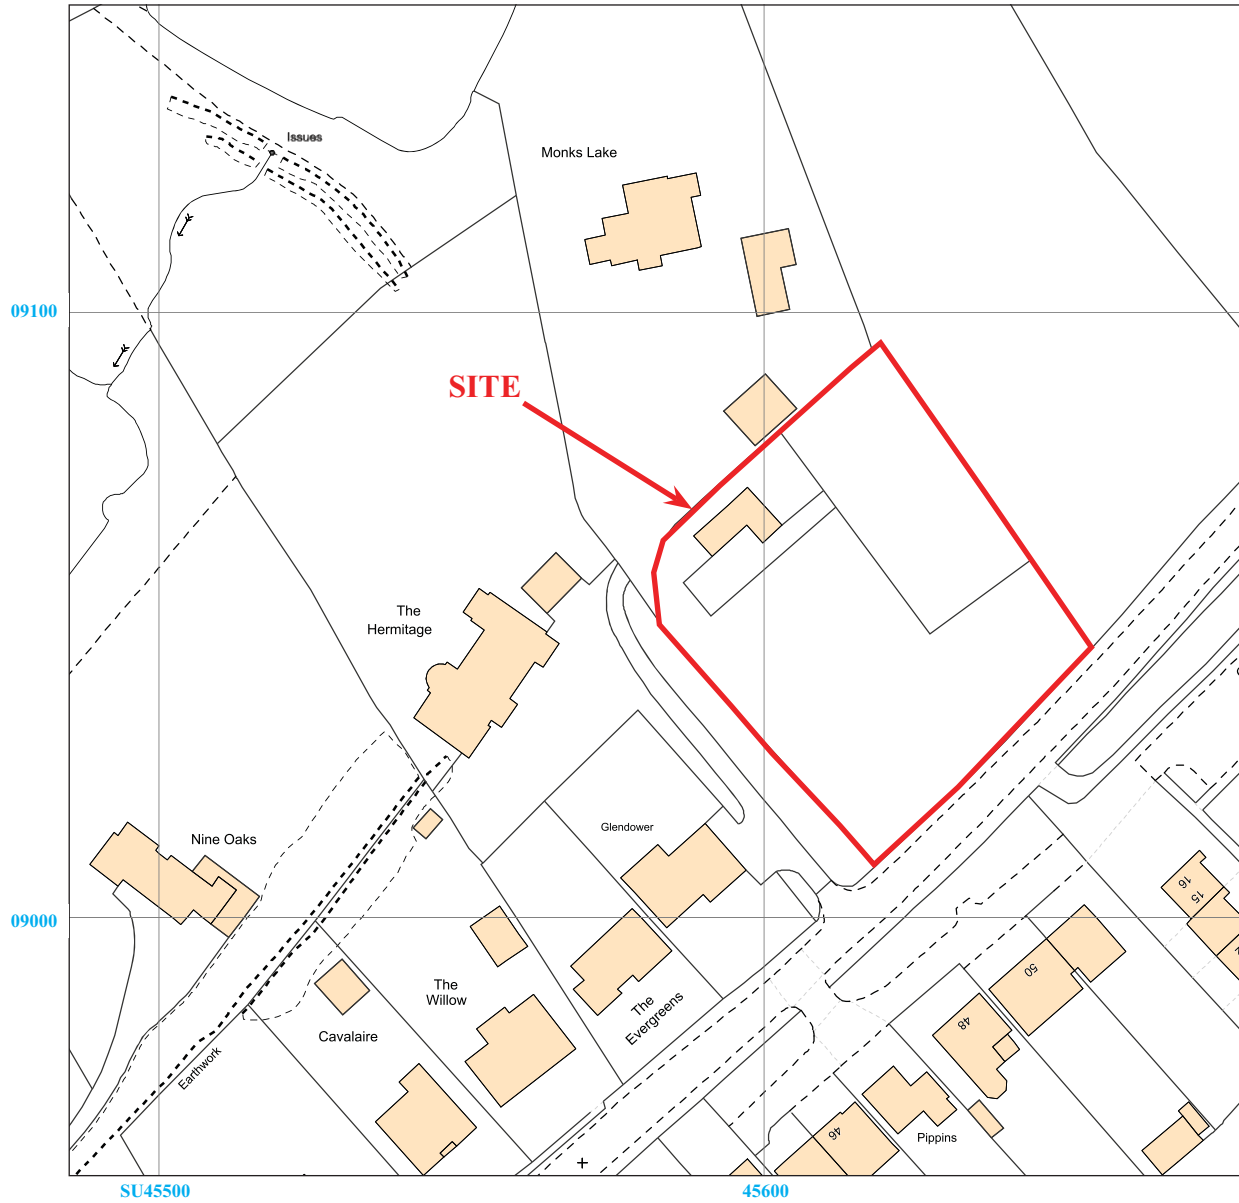 Issues
Monks Lake
09100
SITE
The
Hermitage
Nine Oaks
Glendower
09000
16
15
50
The
Willow
The
Evergreens
48
Cavalaire
Earthwork
46
Pippins
SU45500
45600